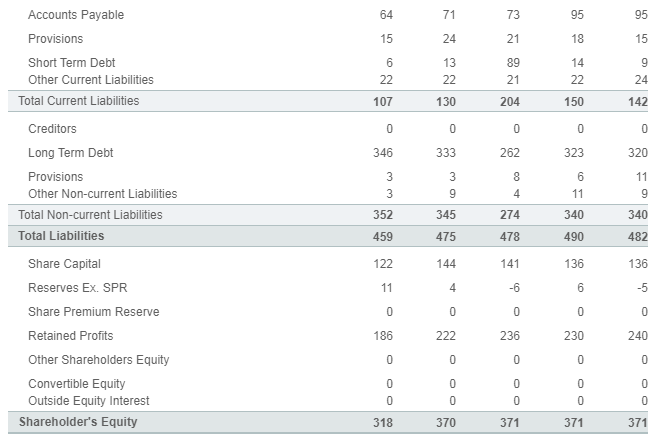 Accounts Payable 64 71 73 95 95
Provisions 15 24 21 18 15
Short Term Debt 6 13 89 14 9
Other Current Liabilities 22 22 21 22 24
Total Current Liabilities 107 130 204 150 142
Creditors 0 0 0 0 0
Long Term Debt 346 333 262 323 320
Provisions 3 3 8 6 11
Other Non-current Liabilities 3 9 4 11 9
Total Non-current Liabilities 352 345 274 340 340
Total Liabilities 459 475 478 490 482
Share Capital 122 144 141 136 136
Reserves Ex. SPR 11 4 -6 6 -5
Share Premium Reserve 0 0 0 0 0
Retained Profits 186 222 236 230 240
Other Shareholders Equity 0 0 0 0 0
Convertible Equity 0 0 0 0 0
Outside Equity Interest 0 0 0 0 0
Shareholder's Equity 318 370 371 371 371